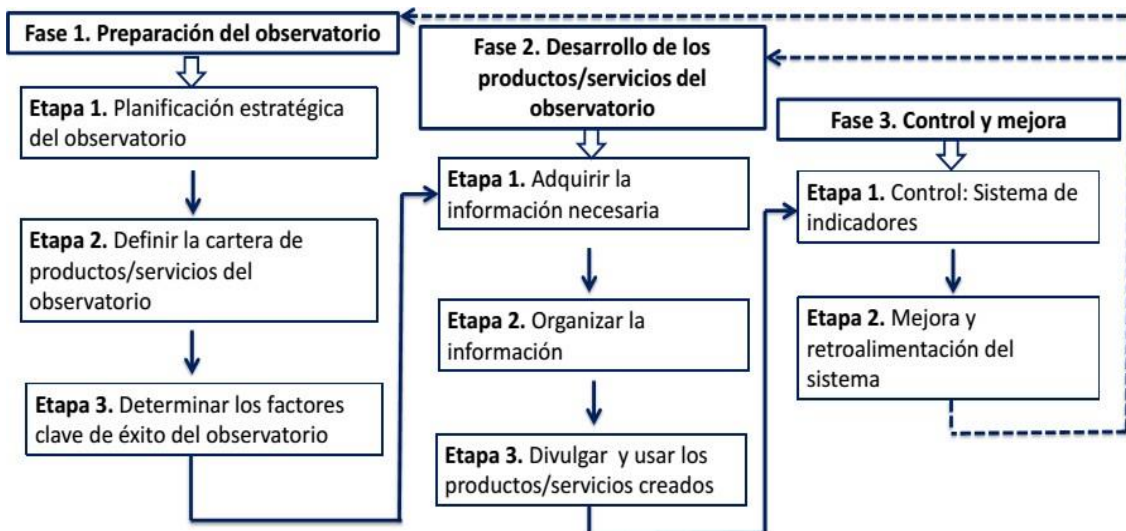 Fase 1. Preparación del observatorio
Etapa 1. Planificación estratégica
del observatorio
Etapa 2. Definir la cartera de
productos/servicios del
observatorio
Etapa 3. Determinar los factores
clave de éxito del observatorio
Fase 2. Desarrollo de los
productos/servicios del
observatorio
Etapa 1. Adquirir la
información necesaria
Etapa 2. Organizar la
información
Etapa 3. Divulgar y usar los
productos/servicios creados
Fase 3. Control y mejora
Etapa 1. Control: Sistema de
indicadores
Etapa 2. Mejora y
retroalimentación del
sistema